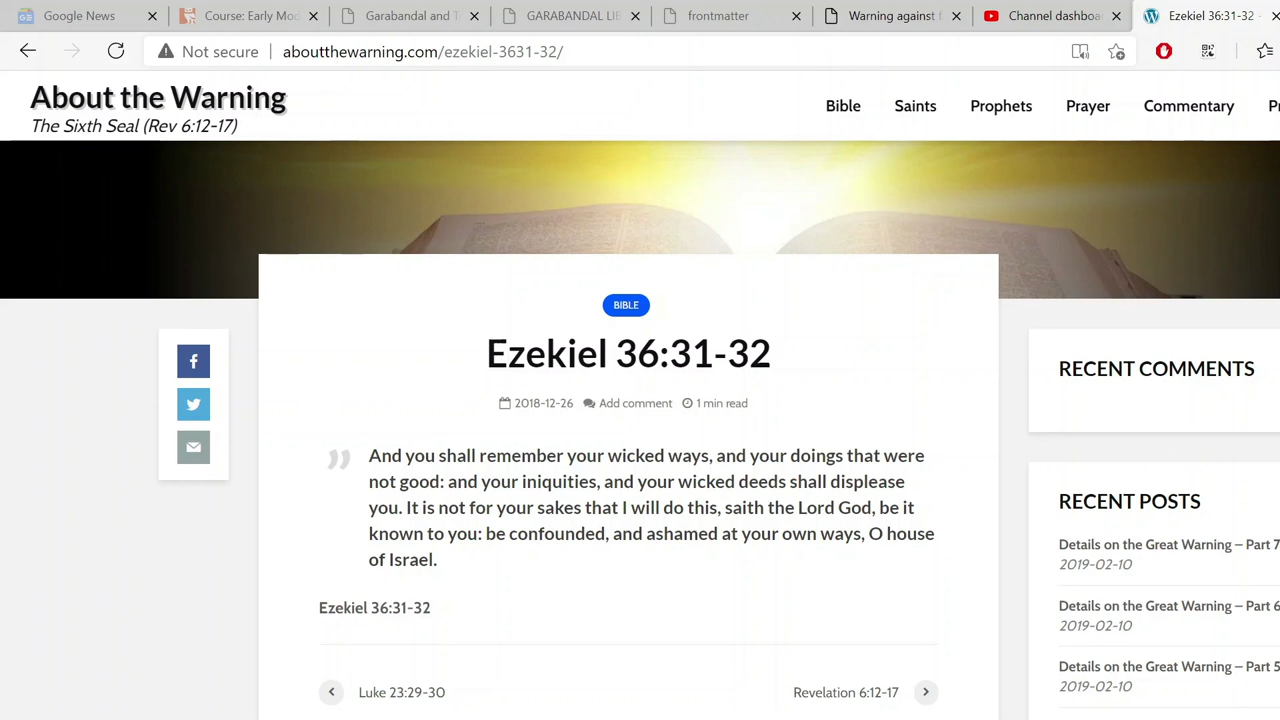 Google News
Course: Early Mod
Garabandal and T
GARABANDAL LIE
frontmatter
Warning against f
Channel dashboa
Ezekiel 36:31-32 -
Not secure
aboutthewarning.com/ezekiel-3631-32/
About the Warning
The Sixth Seal (Rev 6:12-17)
Bible Saints Prophets Prayer Commentary Pr
BIBLE
Ezekiel 36:31-32
2018-12-26 Add comment 1 min read
And you shall remember your wicked ways, and your doings that were
not good: and your iniquities, and your wicked deeds shall displease
you. It is not for your sakes that I will do this, saith the Lord God, be it
known to you: be confounded, and ashamed at your own ways, O house
of Israel.
Ezekiel 36:31-32
Luke 23:29-30
Revelation 6:12-17
RECENT COMMENTS
RECENT POSTS
Details on the Great Warning – Part 7
2019-02-10
Details on the Great Warning – Part 6
2019-02-10
Details on the Great Warning – Part 5
2019-02-10